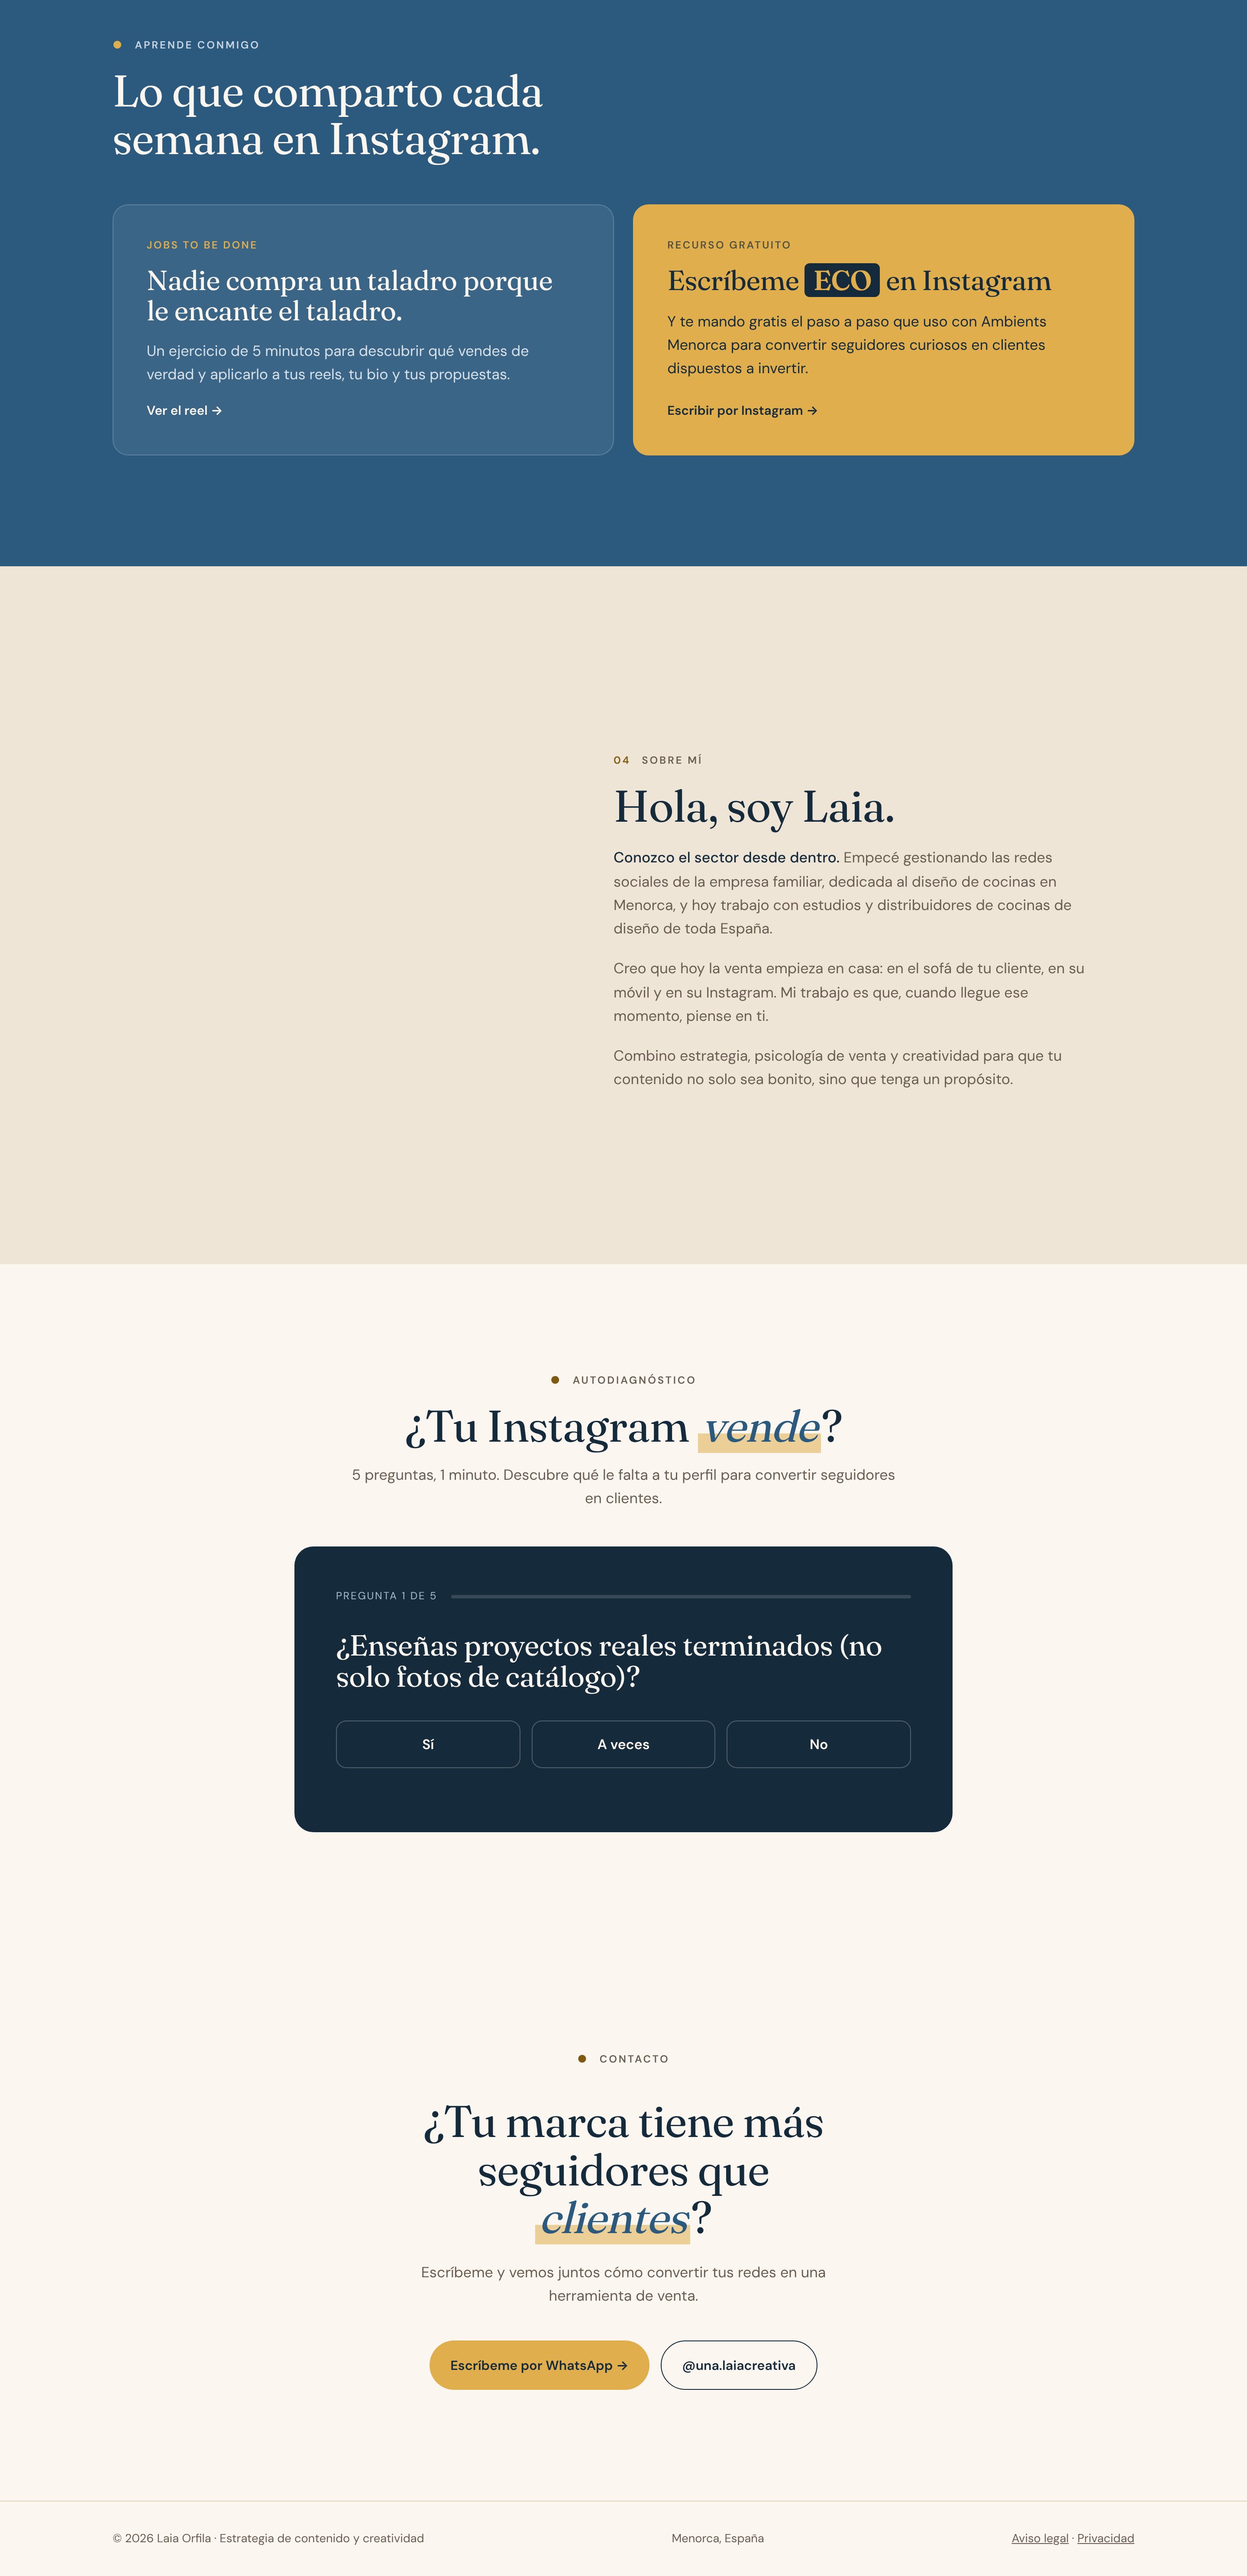 APRENDE CONMIGO
Lo que comparto cada
semana en Instagram.
JOBS TO BE DONE
Nadie compra un taladro porque
le encante el taladro.
Un ejercicio de 5 minutos para descubrir qué vendes de
verdad y aplicarlo a tus reels, tu bio y tus propuestas.
Ver el reel →
RECURSO GRATUITO
Escríbeme ECO en Instagram
Y te mando gratis el paso a paso que uso con Ambients
Menorca para convertir seguidores curiosos en clientes
dispuestos a invertir.
Escribir por Instagram →
04 SOBRE MÍ
Hola, soy Laia.
Conozco el sector desde dentro. Empecé gestionando las redes
sociales de la empresa familiar, dedicada al diseño de cocinas en
Menorca, y hoy trabajo con estudios y distribuidores de cocinas de
diseño de toda España.
Creo que hoy la venta empieza en casa: en el sofá de tu cliente, en su
móvil y en su Instagram. Mi trabajo es que, cuando llegue ese
momento, piense en ti.
Combino estrategia, psicología de venta y creatividad para que tu
contenido no solo sea bonito, sino que tenga un propósito.
AUTODIAGNÓSTICO
¿Tu Instagram vende?
5 preguntas, 1 minuto. Descubre qué le falta a tu perfil para convertir seguidores
en clientes.
PREGUNTA 1 DE 5
¿Enseñas proyectos reales terminados (no
solo fotos de catálogo)?
Sí
A veces
No
CONTACTO
¿Tu marca tiene más
seguidores que
clientes?
Escríbeme y vemos juntos cómo convertir tus redes en una
herramienta de venta.
Escríbeme por WhatsApp →
@una.laiacreativa
© 2026 Laia Orfila · Estrategia de contenido y creatividad
Menorca, España
Aviso legal · Privacidad